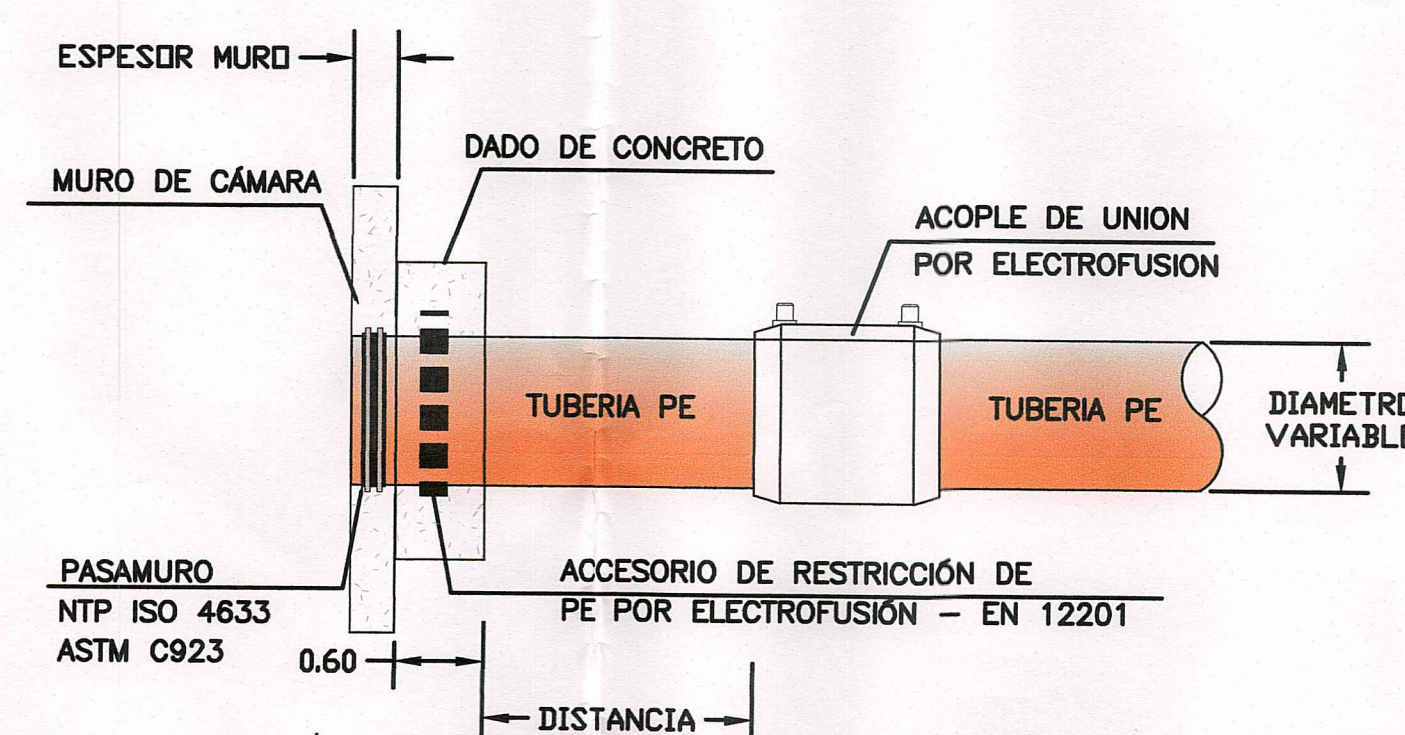 ESPESOR MURO
DADO DE CONCRETO
MURO DE CÁMARA
ACOPLE DE UNION
POR ELECTROFUSION
TUBERIA PE
TUBERIA PE
DIAMETRO
VARIABLE
PASAMURO
NTP ISO 4633
ASTM C923
ACCESORIO DE RESTRICCIÓN DE
PE POR ELECTROFUSIÓN – EN 12201
0.60
DISTANCIA